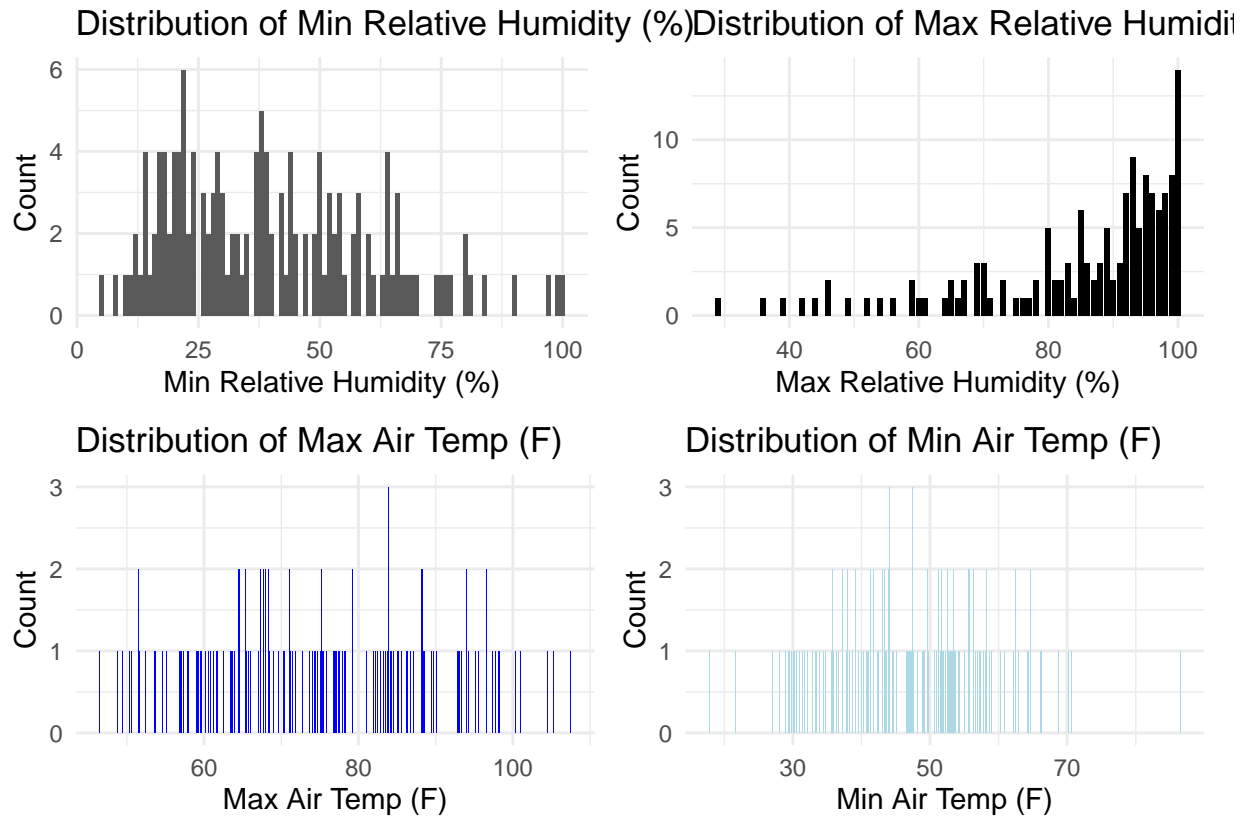 Distribution of Min Relative Humidity (%)
6
4
2
0
Count
0 25 50 75 100
Min Relative Humidity (%)
Distribution of Max Relative Humidit
10
5
0
Count
40 60 80 100
Max Relative Humidity (%)
Distribution of Max Air Temp (F)
3
2
1
0
Count
60 80 100
Max Air Temp (F)
Distribution of Min Air Temp (F)
3
2
1
0
Count
30 50 70
Min Air Temp (F)